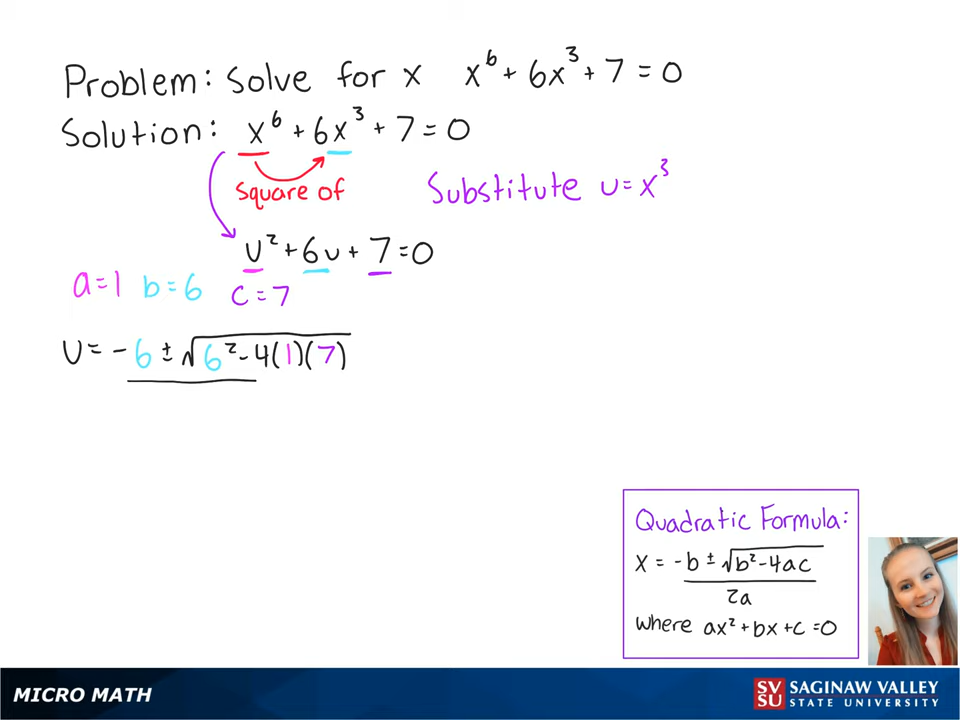 Problem: Solve for x x⁶ + 6x³ + 7 = 0
Solution: x⁶ + 6x³ + 7 = 0
Square of
Substitute u = x³
u² + 6u + 7 = 0
a = 1 b = 6 c = 7
u = -6 ± √6² - 4(1)(7)
Quadratic Formula:
x = -b ± √b² - 4ac
2a
where ax² + bx + c = 0
MICRO MATH
SV
SU
SAGINAW VALLEY
STATE UNIVERSITY